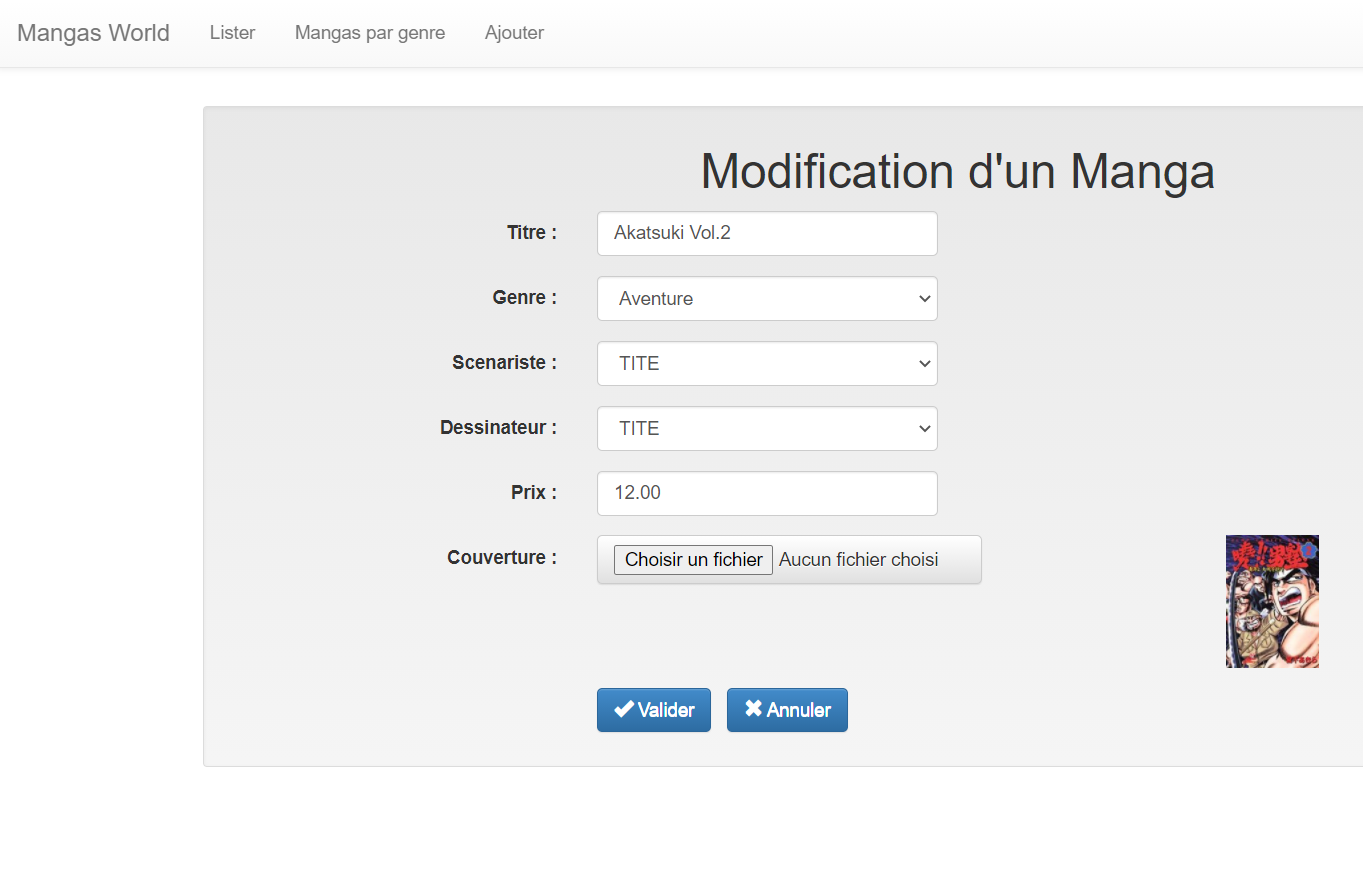 Mangas World Lister Mangas par genre Ajouter
Modification d'un Manga
Titre : Akatsuki Vol.2
Genre : Aventure
Scenariste : TITE
Dessinateur : TITE
Prix : 12.00
Couverture : Choisir un fichier Aucun fichier choisi
Valider Annuler